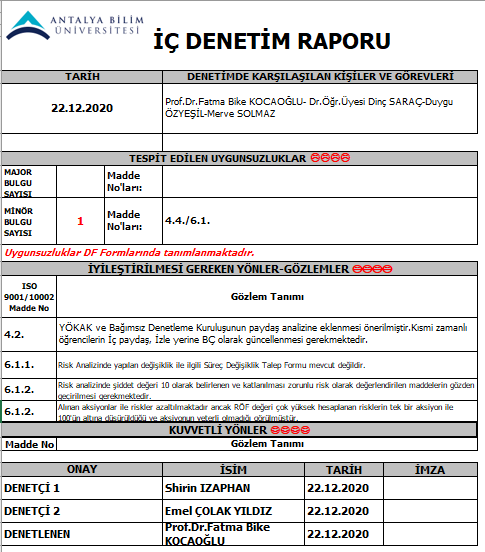 ANTALYA BİLİM
ÜNİVERSİTESİ
İÇ DENETİM RAPORU
TARİH
DENETİMDE KARŞILAŞILAN KİŞİLER VE GÖREVLERİ
22.12.2020
Prof.Dr.Fatma Bike KOCAOĞLU- Dr.Öğr.Üyesi Dinç SARAÇ-Duygu
ÖZYEŞİL-Merve SOLMAZ
TESPİT EDİLEN UYGUNSUZLUKLAR ☹☹☹☹
MAJOR
BULGU
SAYISI
Madde
No'ları:
MİNÖR
BULGU
SAYISI
1
Madde
No'ları:
4.4./6.1.
Uygunsuzluklar DF Formlarında tanımlanmaktadır.
İYİLEŞTİRİLMESİ GEREKEN YÖNLER-GÖZLEMLER ☹☹☹☹
ISO
9001/10002
Madde No
Gözlem Tanımı
4.2.
YÖKAK ve Bağımsız Denetleme Kuruluşunun paydaş analizine eklenmesi önerilmiştir.Kısmi zamanlı
öğrencilerin İç paydaş, İzle yerine BÇ olarak güncellenmesi gerekmektedir.
6.1.1.
Risk Analizinde yapılan değişiklik ile ilgili Süreç Değişiklik Talep Formu mevcut değildir.
6.1.2.
Risk analizinde şiddet değeri 10 olarak belirlenen ve katlanılması zorunlu risk olarak değerlendirilen maddelerin gözden
geçirilmesi gerekmektedir.
6.1.2.
Alınan aksiyonlar ile riskler azaltılmaktadır ancak RÖF değeri çok yüksek hesaplanan risklerin tek bir aksiyon ile
100'ün altına düşürüldüğü ve aksiyonun yeterli olmadığı görülmüştür.
KUVVETLİ YÖNLER ☹☹☹☹
Madde No
Gözlem Tanımı
ONAY
İSİM
TARİH
İMZA
DENETÇİ 1
Shirin IZAPHAN
22.12.2020
DENETÇİ 2
Emel ÇOLAK YILDIZ
22.12.2020
DENETLENEN
Prof.Dr.Fatma Bike
KOCAOĞLU
22.12.2020